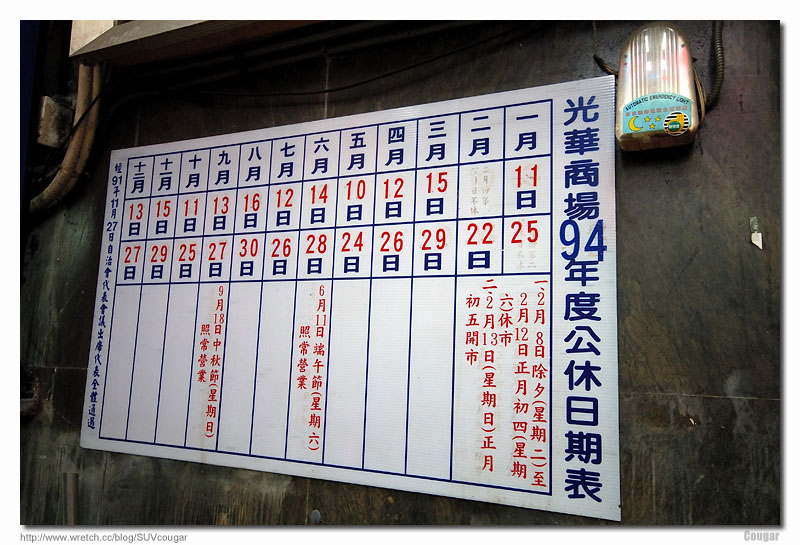 光華商場94年度公休日期表
一月 二月 三月 四月 五月 六月 七月 八月 九月 十月 十一月 十二月
11日 15日 12日 10日 14日 12日 16日 13日 11日 15日 13日
25 22日 29日 26日 24日 28日 26日 30日 27日 25日 29日 27日
一、2月8日除夕(星期二)至
2月12日正月初四(星期
六)休市
二、2月13日(星期日)正月
初五開市
6月11日端午節(星期六)
照常營業
9月18日中秋節(星期日)
照常營業
經91年11月27日自治會代表會議出席代表全體通過
AUTOMATIC EMERGENCY LIGHT
http://www.wretch.cc/blog/SUVcougar
Cougar